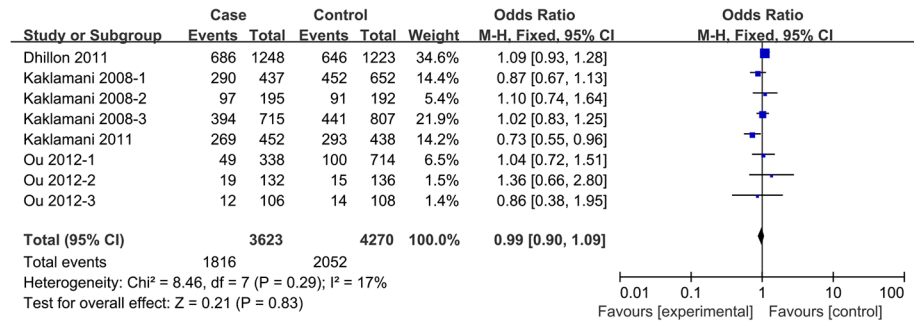 Case Control Odds Ratio Odds Ratio
Study or Subgroup Events Total Events Total Weight M-H, Fixed, 95% CI M-H, Fixed, 95% CI
Dhillon 2011 686 1248 646 1223 34.6% 1.09 [0.93, 1.28]
Kaklamani 2008-1 290 437 452 652 14.4% 0.87 [0.67, 1.13]
Kaklamani 2008-2 97 195 91 192 5.4% 1.10 [0.74, 1.64]
Kaklamani 2008-3 394 715 441 807 21.9% 1.02 [0.83, 1.25]
Kaklamani 2011 269 452 293 438 14.2% 0.73 [0.55, 0.96]
Ou 2012-1 49 338 100 714 6.5% 1.04 [0.72, 1.51]
Ou 2012-2 19 132 15 136 1.5% 1.36 [0.66, 2.80]
Ou 2012-3 12 106 14 108 1.4% 0.86 [0.38, 1.95]
Total (95% CI) 3623 4270 100.0% 0.99 [0.90, 1.09]
Total events 1816 2052
Heterogeneity: Chi² = 8.46, df = 7 (P = 0.29); I² = 17%
Test for overall effect: Z = 0.21 (P = 0.83)
0.01 0.1 1 10 100
Favours [experimental] Favours [control]